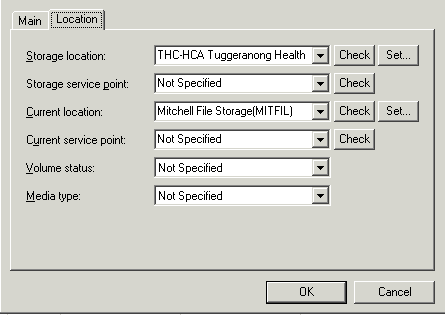 Main Location
Storage location: THC-HCA Tuggeranong Health Check Set...
Storage service point: Not Specified Check
Current location: Mitchell File Storage(MITFIL) Check Set...
Current service point: Not Specified Check
Volume status: Not Specified
Media type: Not Specified
OK Cancel